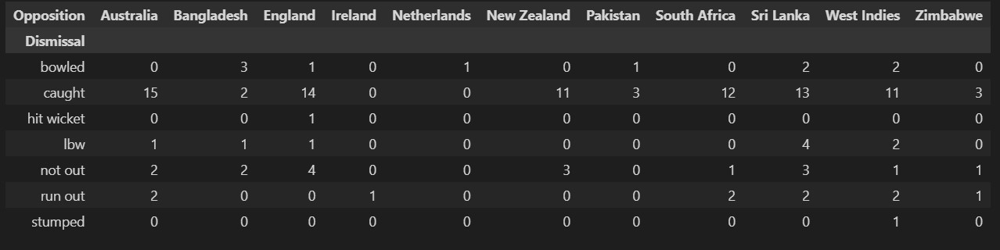 Opposition Australia Bangladesh England Ireland Netherlands New Zealand Pakistan South Africa Sri Lanka West Indies Zimbabwe
Dismissal
bowled 0 3 1 0 1 0 1 0 2 2 0
caught 15 2 14 0 0 11 3 12 13 11 3
hit wicket 0 0 1 0 0 0 0 0 0 0 0
lbw 1 1 1 0 0 0 0 0 4 2 0
not out 2 2 4 0 0 3 0 1 3 1 1
run out 2 0 0 1 0 0 0 2 2 2 1
stumped 0 0 0 0 0 0 0 0 0 1 0